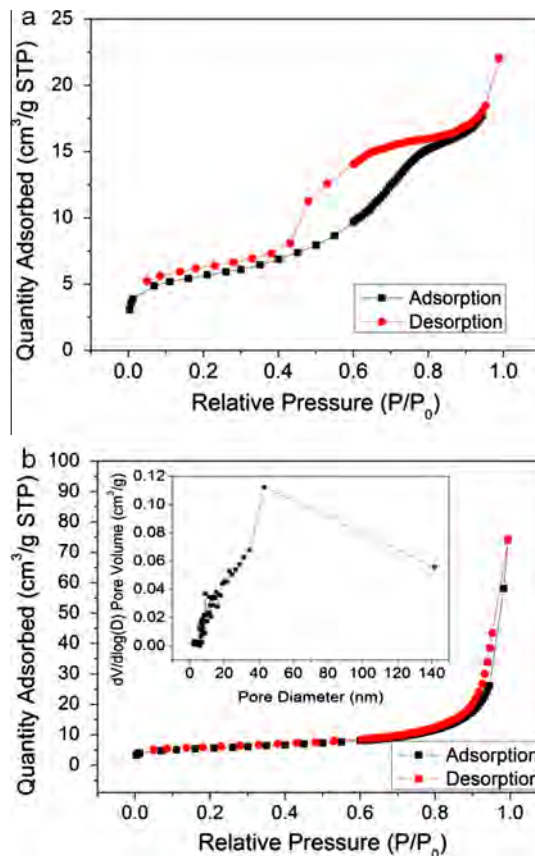 a
Quantity Adsorbed (cm³/g STP)
25
20
15
10
5
0
Adsorption
Desorption
0.0 0.2 0.4 0.6 0.8 1.0
Relative Pressure (P/P₀)
Quantity Adsorbed (cm³/g STP)
100
90
80
70
60
50
40
30
20
10
0
dV/dlog(D) Pore Volume (cm³/g)
0.12
0.10
0.08
0.06
0.04
0.02
0.00
0 20 40 60 80 100 120 140
Pore Diameter (nm)
Adsorption
Desorption
0.0 0.2 0.4 0.6 0.8 1.0
Relative Pressure (P/P₀)